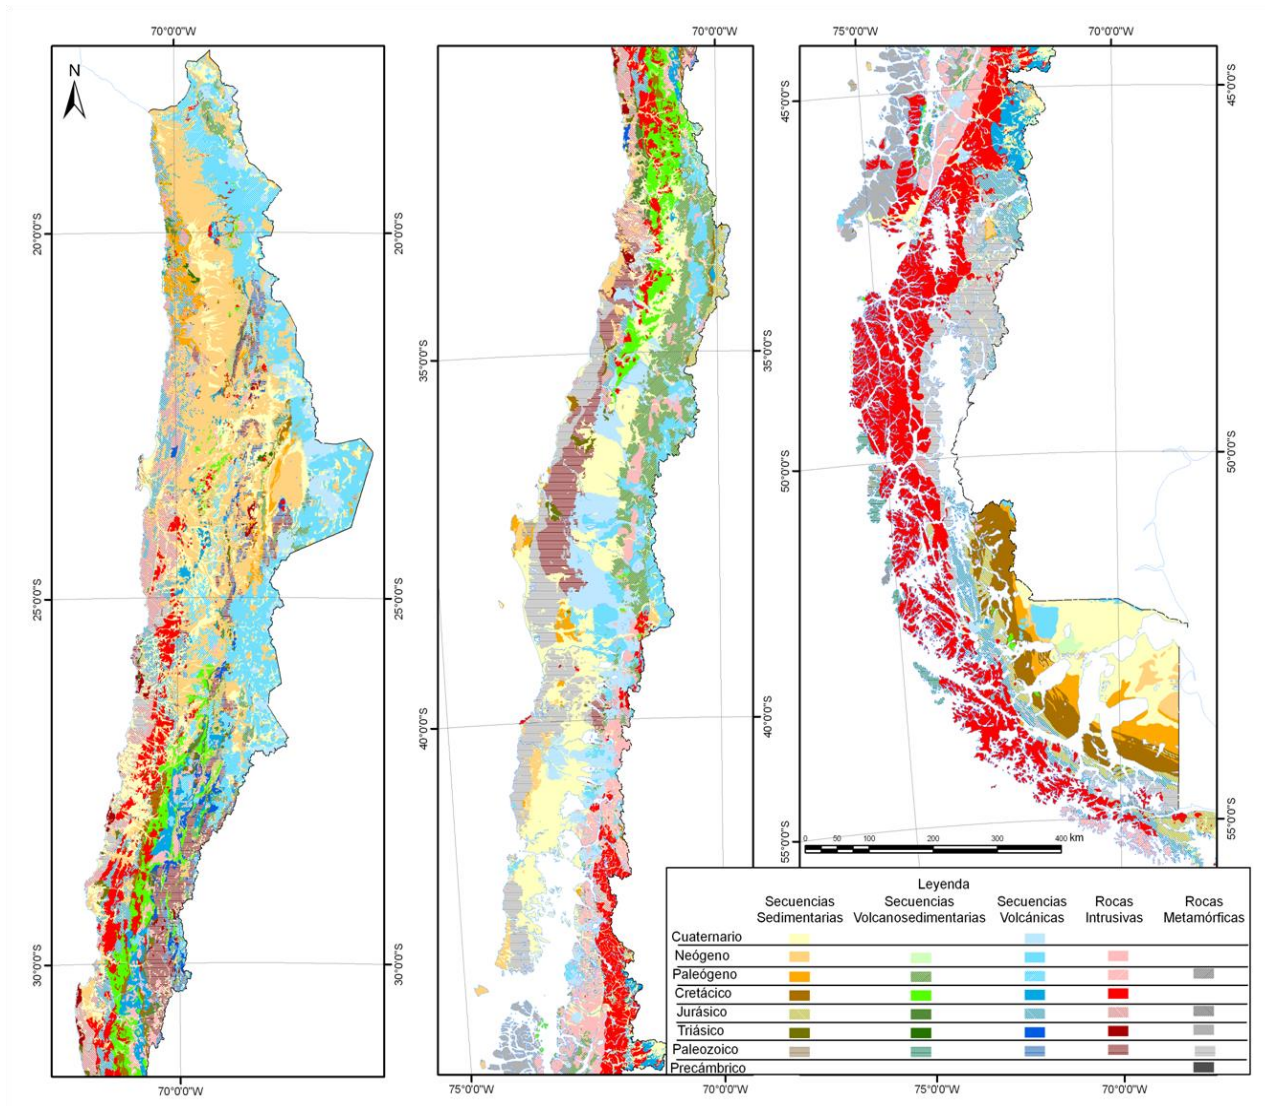 70°0'0"W
70°0'0"W
75°0'0"W
70°0'0"W
N
45°0'0"S
45°0'0"S
20°0'0"S
20°0'0"S
35°0'0"S
35°0'0"S
50°0'0"S
50°0'0"S
25°0'0"S
25°0'0"S
40°0'0"S
40°0'0"S
55°0'0"S
55°0'0"S
0 50 100 200 300 400 km
30°0'0"S
30°0'0"S
Leyenda
Secuencias Sedimentarias
Secuencias Volcanosedimentarias
Secuencias Volcánicas
Rocas Intrusivas
Rocas Metamórficas
Cuaternario
Neógeno
Paleógeno
Cretácico
Jurásico
Triásico
Paleozoico
Precámbrico
70°0'0"W
75°0'0"W
70°0'0"W
75°0'0"W
70°0'0"W